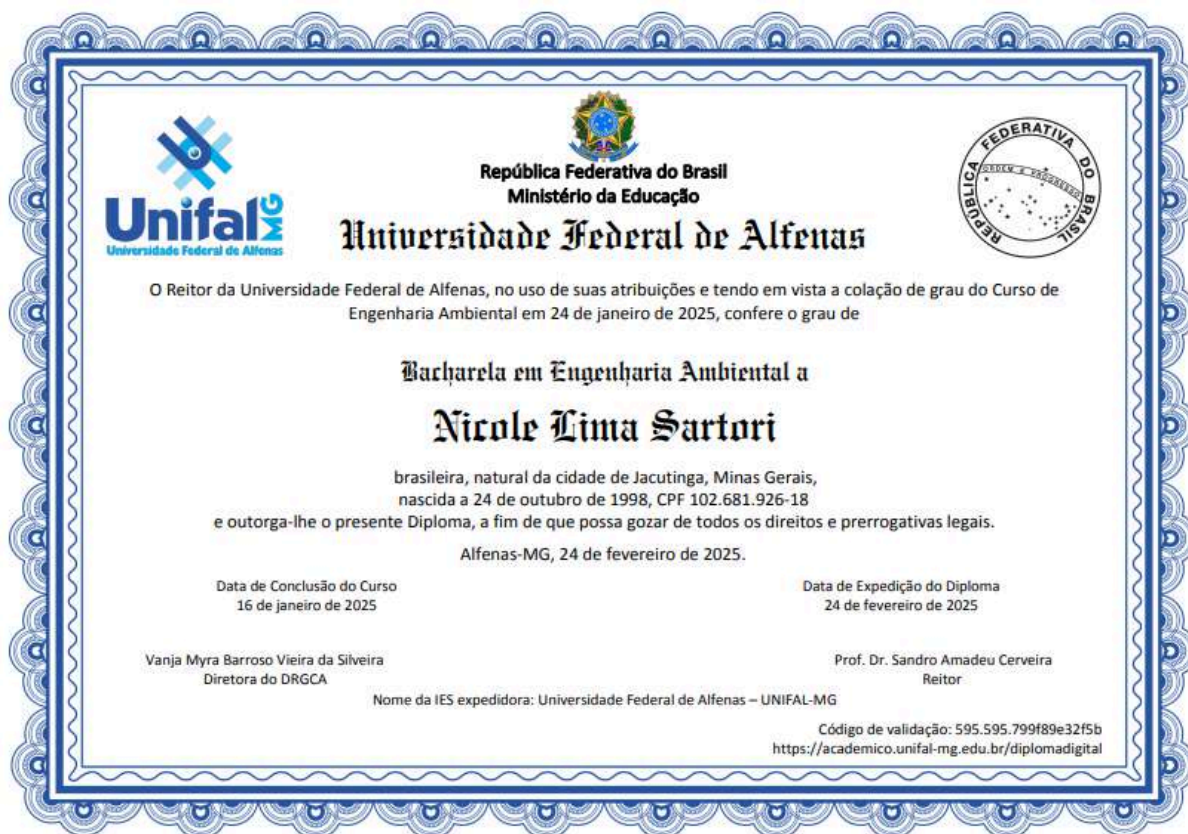 Unifal MG
Universidade Federal de Alfenas
República Federativa do Brasil
Ministério da Educação
Universidade Federal de Alfenas
REPÚBLICA FEDERATIVA DO BRASIL
ORDEM E PROGRESSO
O Reitor da Universidade Federal de Alfenas, no uso de suas atribuições e tendo em vista a colação de grau do Curso de
Engenharia Ambiental em 24 de janeiro de 2025, confere o grau de
Bacharela em Engenharia Ambiental a
Nicole Lima Sartori
brasileira, natural da cidade de Jacutinga, Minas Gerais,
nascida a 24 de outubro de 1998, CPF 102.681.926-18
e outorga-lhe o presente Diploma, a fim de que possa gozar de todos os direitos e prerrogativas legais.
Alfenas-MG, 24 de fevereiro de 2025.
Data de Conclusão do Curso
16 de janeiro de 2025
Data de Expedição do Diploma
24 de fevereiro de 2025
Vanja Myra Barroso Vieira da Silveira
Diretora do DRGCA
Prof. Dr. Sandro Amadeu Cerveira
Reitor
Nome da IES expedidora: Universidade Federal de Alfenas – UNIFAL-MG
Código de validação: 595.595.799f89e32f5b
https://academico.unifal-mg.edu.br/diplomadigital